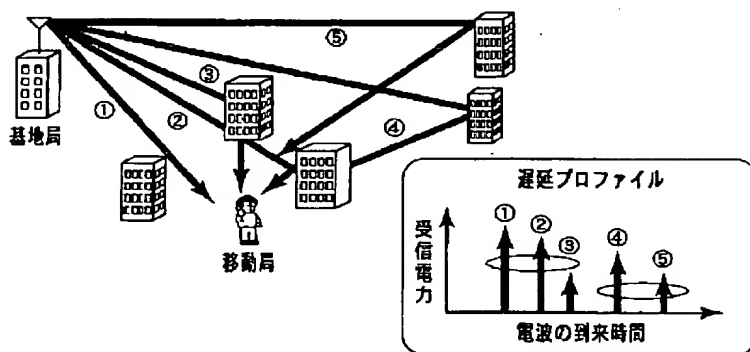 ⑤
③
①
②
④
基地局
移動局
遅延プロファイル
受信電力
①
②
③
④
⑤
電波の到来時間